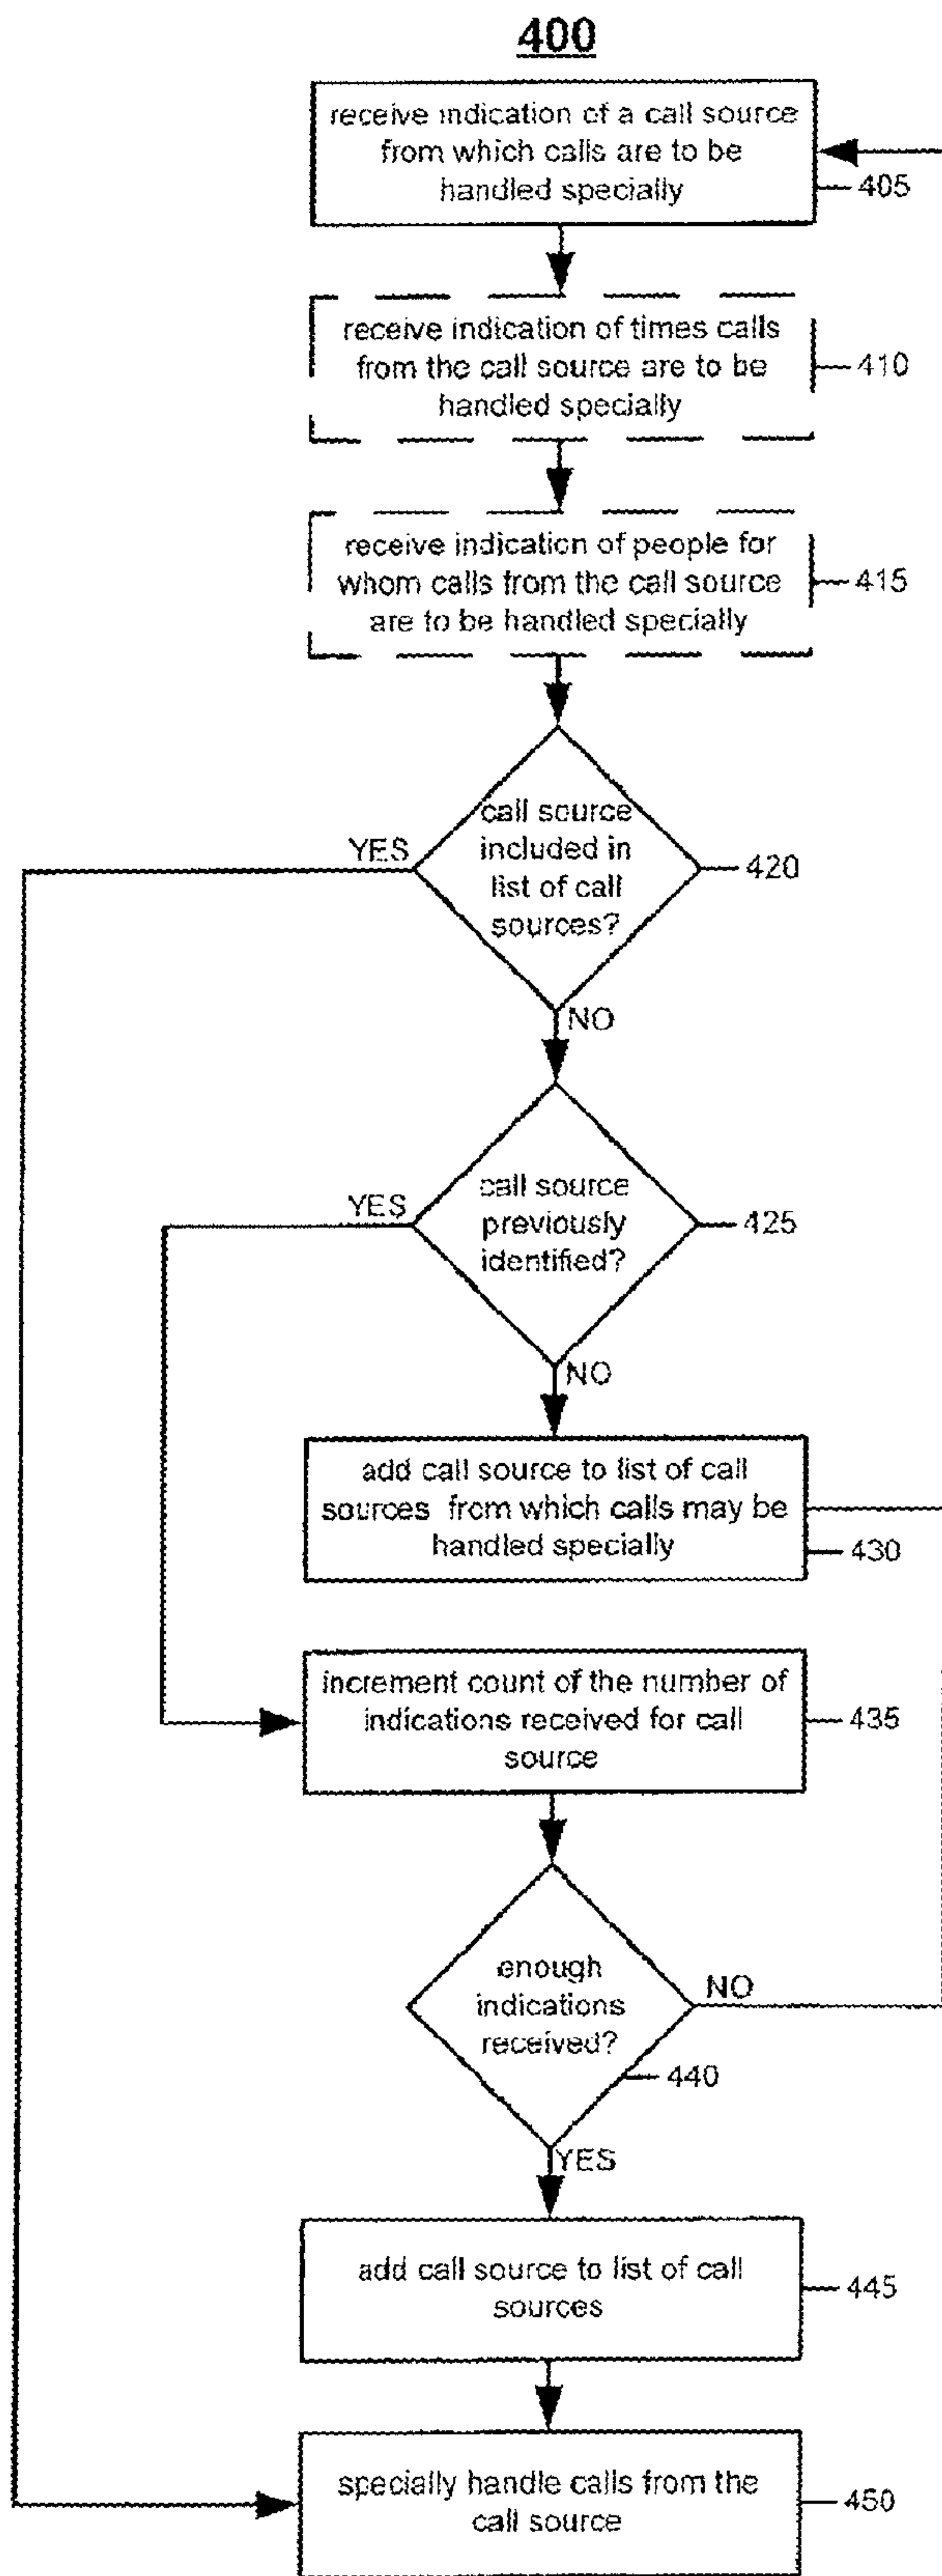 400
receive indication of a call source
from which calls are to be
handled specially
405
receive indication of times calls
from the call source are to be
handled specially
410
receive indication of people for
whom calls from the call source
are to be handled specially
415
call source
included in
list of call
sources?
YES
420
NO
call source
previously
identified?
YES
425
NO
add call source to list of call
sources from which calls may be
handled specially
430
increment count of the number of
indications received for call
source
435
enough
indications
received?
NO
440
YES
add call source to list of call
sources
445
specially handle calls from the
call source
450